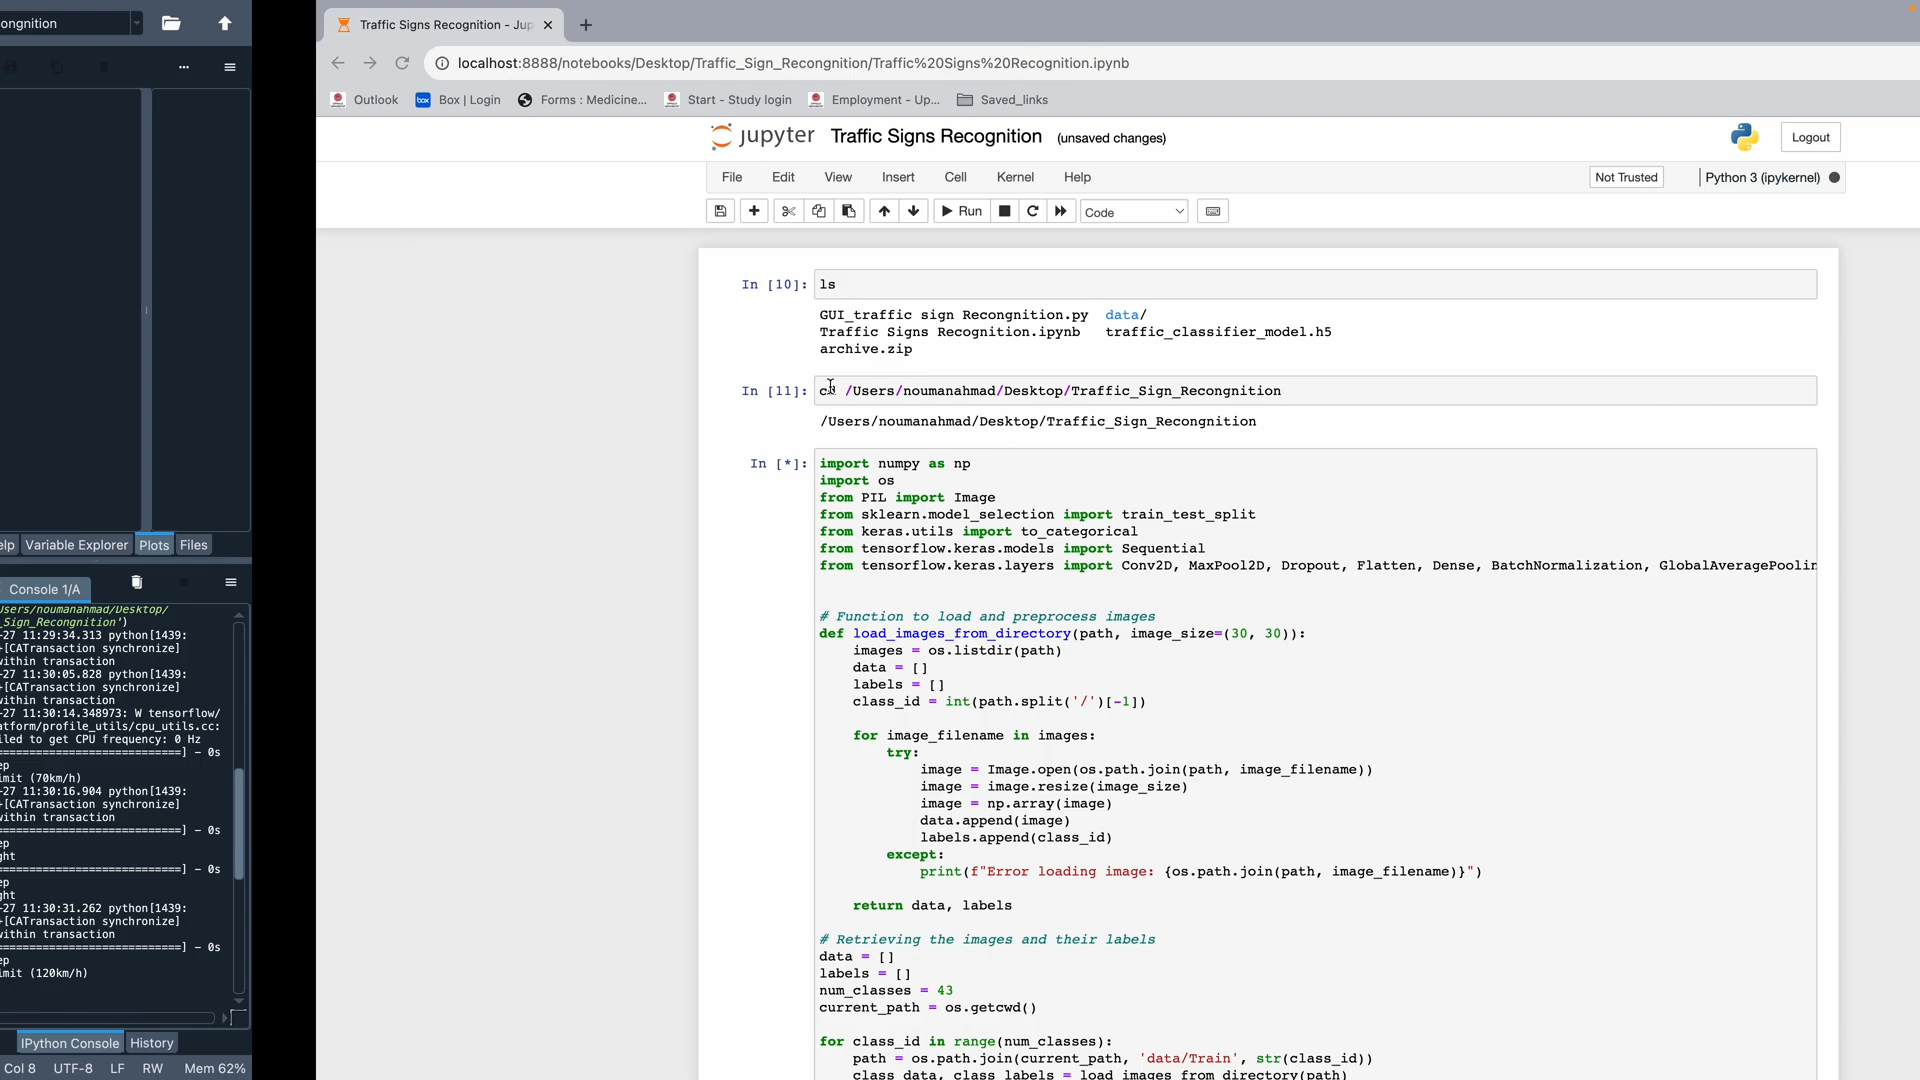 ongnition
elp Variable Explorer Plots Files
Console 1/A
Users/noumanahmad/Desktop/
_Sign_Recongnition')
-27 11:29:34.313 python[1439:
+[CATransaction synchronize]
within transaction
-27 11:30:05.828 python[1439:
+[CATransaction synchronize]
within transaction
-27 11:30:14.348973: W tensorflow/
atform/profile_utils/cpu_utils.cc:
iled to get CPU frequency: 0 Hz
===========================] - 0s
ep
imit (70km/h)
-27 11:30:16.904 python[1439:
+[CATransaction synchronize]
within transaction
===========================] - 0s
ep
ght
===========================] - 0s
ep
ght
-27 11:30:31.262 python[1439:
+[CATransaction synchronize]
within transaction
===========================] - 0s
ep
imit (120km/h)
IPython Console History
Col 8 UTF-8 LF RW Mem 62%
Traffic Signs Recognition - Jup
localhost:8888/notebooks/Desktop/Traffic_Sign_Recongnition/Traffic%20Signs%20Recognition.ipynb
Outlook Box | Login Forms : Medicine... Start - Study login Employment - Up... Saved_links
jupyter Traffic Signs Recognition (unsaved changes) Logout
File Edit View Insert Cell Kernel Help Not Trusted Python 3 (ipykernel)
Run Code
In [10]: ls
GUI_traffic sign Recongnition.py data/
Traffic Signs Recognition.ipynb traffic_classifier_model.h5
archive.zip
In [11]: cd /Users/noumanahmad/Desktop/Traffic_Sign_Recongnition
/Users/noumanahmad/Desktop/Traffic_Sign_Recongnition
In [*]: import numpy as np
import os
from PIL import Image
from sklearn.model_selection import train_test_split
from keras.utils import to_categorical
from tensorflow.keras.models import Sequential
from tensorflow.keras.layers import Conv2D, MaxPool2D, Dropout, Flatten, Dense, BatchNormalization, GlobalAveragePoolin
# Function to load and preprocess images
def load_images_from_directory(path, image_size=(30, 30)):
images = os.listdir(path)
data = []
labels = []
class_id = int(path.split('/')[-1])
for image_filename in images:
try:
image = Image.open(os.path.join(path, image_filename))
image = image.resize(image_size)
image = np.array(image)
data.append(image)
labels.append(class_id)
except:
print(f"Error loading image: {os.path.join(path, image_filename)}")
return data, labels
# Retrieving the images and their labels
data = []
labels = []
num_classes = 43
current_path = os.getcwd()
for class_id in range(num_classes):
path = os.path.join(current_path, 'data/Train', str(class_id))
class_data, class_labels = load_images_from_directory(path)